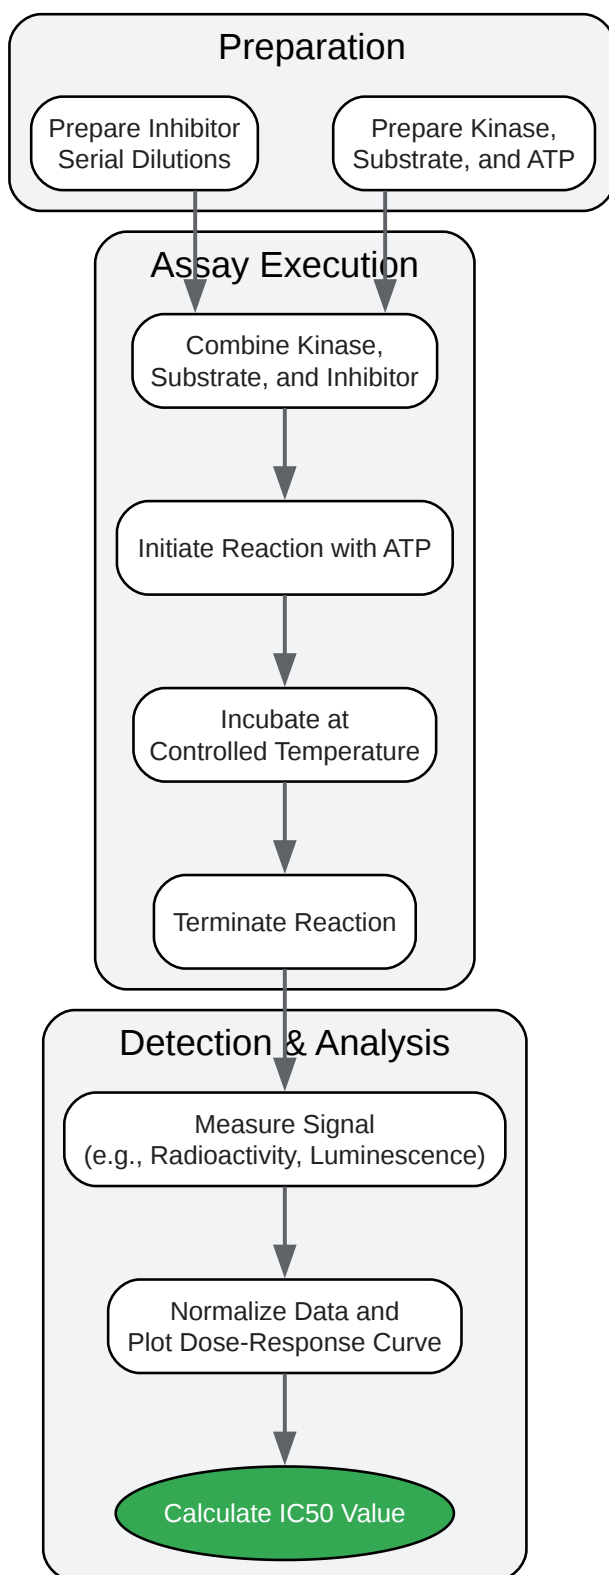 Preparation
Prepare Inhibitor
Serial Dilutions
Prepare Kinase,
Substrate, and ATP
Assay Execution
Combine Kinase,
Substrate, and Inhibitor
Initiate Reaction with ATP
Incubate at
Controlled Temperature
Terminate Reaction
Detection & Analysis
Measure Signal
(e.g., Radioactivity, Luminescence)
Normalize Data and
Plot Dose-Response Curve
Calculate IC50 Value